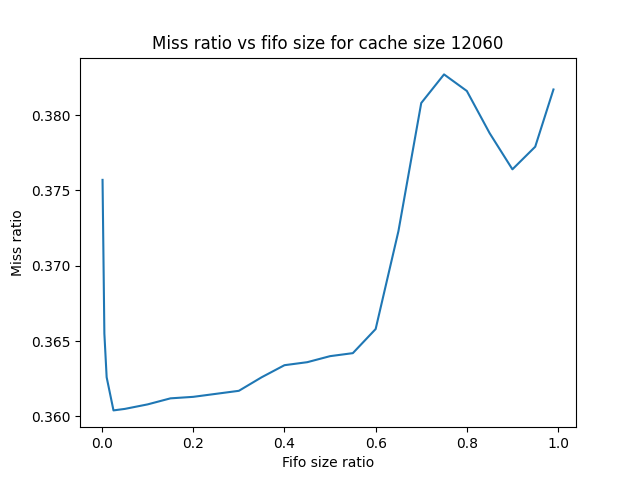 Miss ratio vs fifo size for cache size 12060
0.380
0.375
0.370
0.365
0.360
Miss ratio
0.0 0.2 0.4 0.6 0.8 1.0
Fifo size ratio